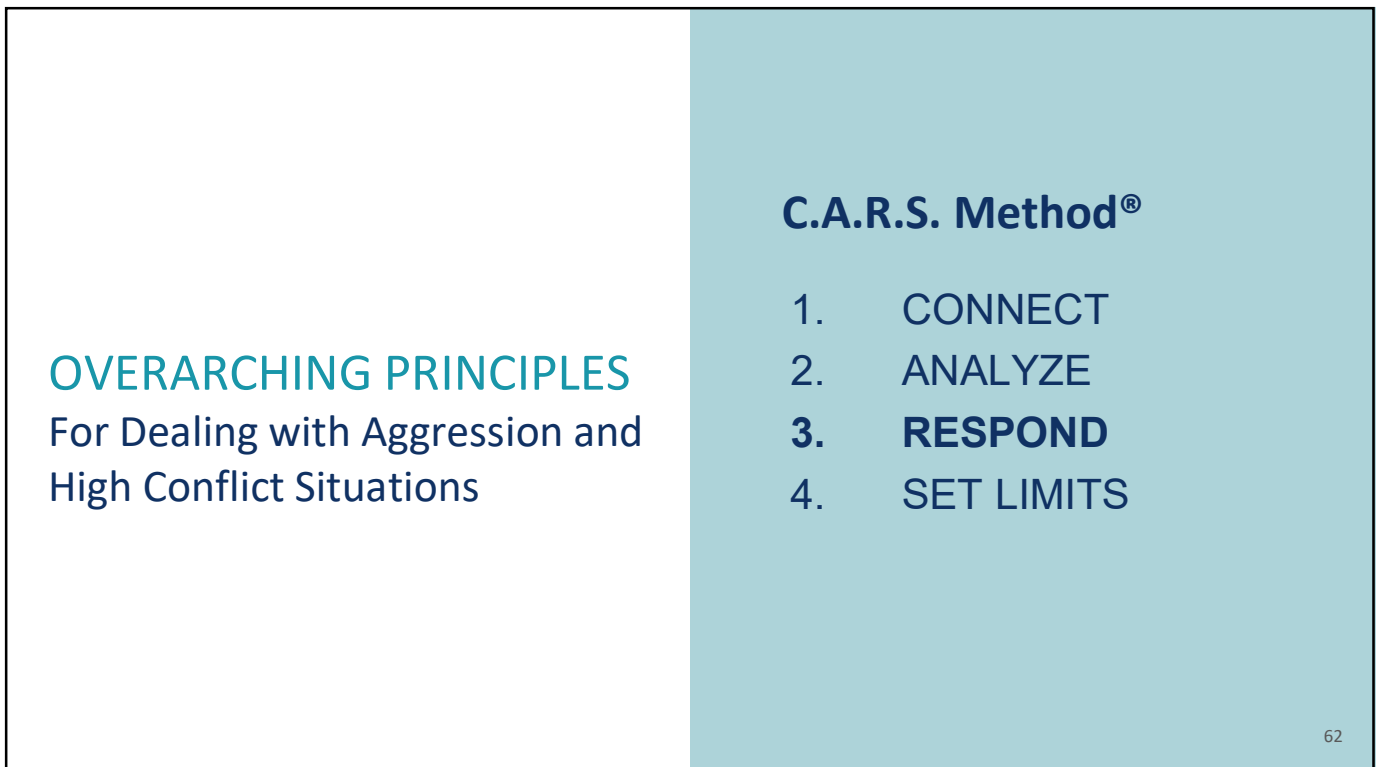 OVERARCHING PRINCIPLES
For Dealing with Aggression and
High Conflict Situations
C.A.R.S. Method®
1. CONNECT
2. ANALYZE
3. RESPOND
4. SET LIMITS
62